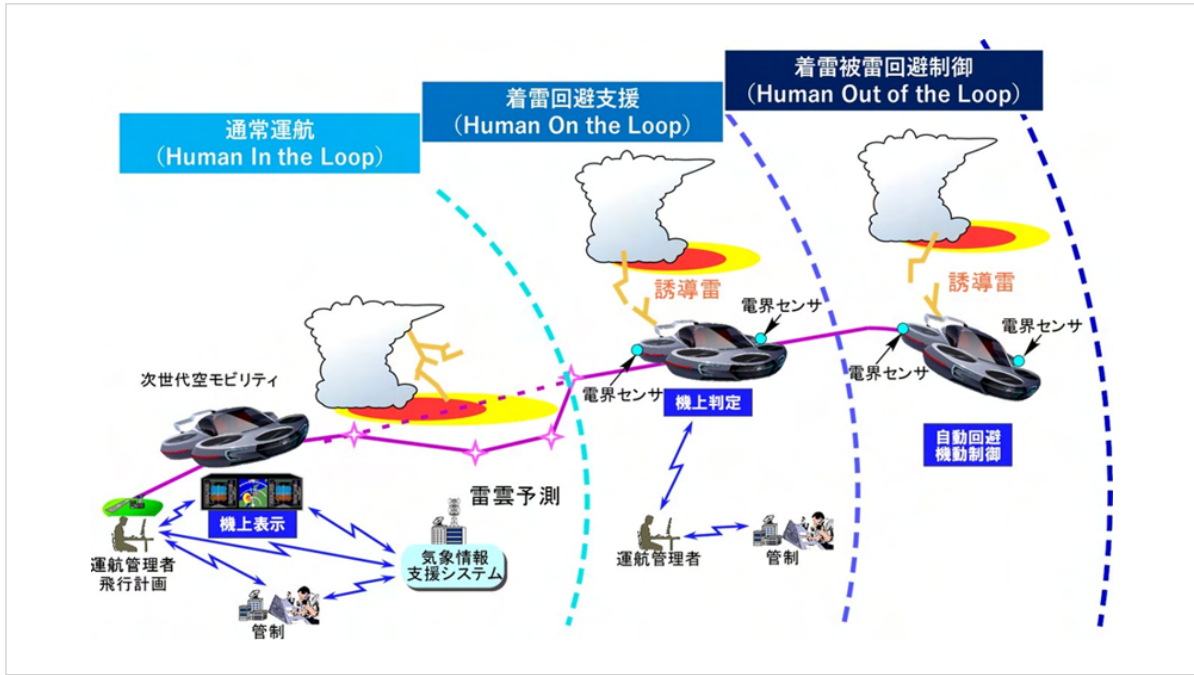 通常運航
（Human In the Loop）
着雷回避支援
（Human On the Loop）
着雷被雷回避制御
（Human Out of the Loop）
次世代空モビリティ
機上表示
運航管理者
飛行計画
管制
雷雲予測
気象情報
支援システム
誘導雷
電界センサ
電界センサ
機上判定
運航管理者
管制
誘導雷
電界センサ
電界センサ
自動回避
機動制御